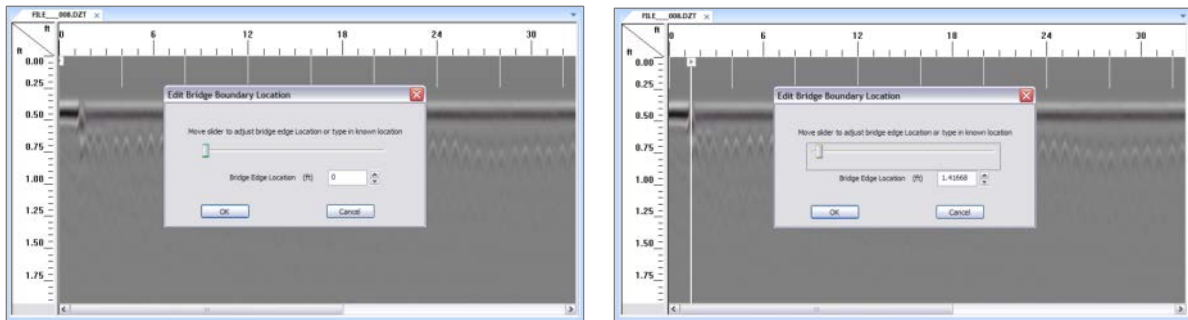 FILE___008.DZT ×
ft
0 6 12 18 24 30
ft
0.00
0.25
0.50
0.75
1.00
1.25
1.50
1.75
Edit Bridge Boundary Location
Move slider to adjust bridge edge Location or type in known location
Bridge Edge Location (ft) 0
OK Cancel
FILE___008.DZT ×
ft
0 6 12 18 24 30
ft
0.00
0.25
0.50
0.75
1.00
1.25
1.50
1.75
Edit Bridge Boundary Location
Move slider to adjust bridge edge Location or type in known location
Bridge Edge Location (ft) 1.41668
OK Cancel